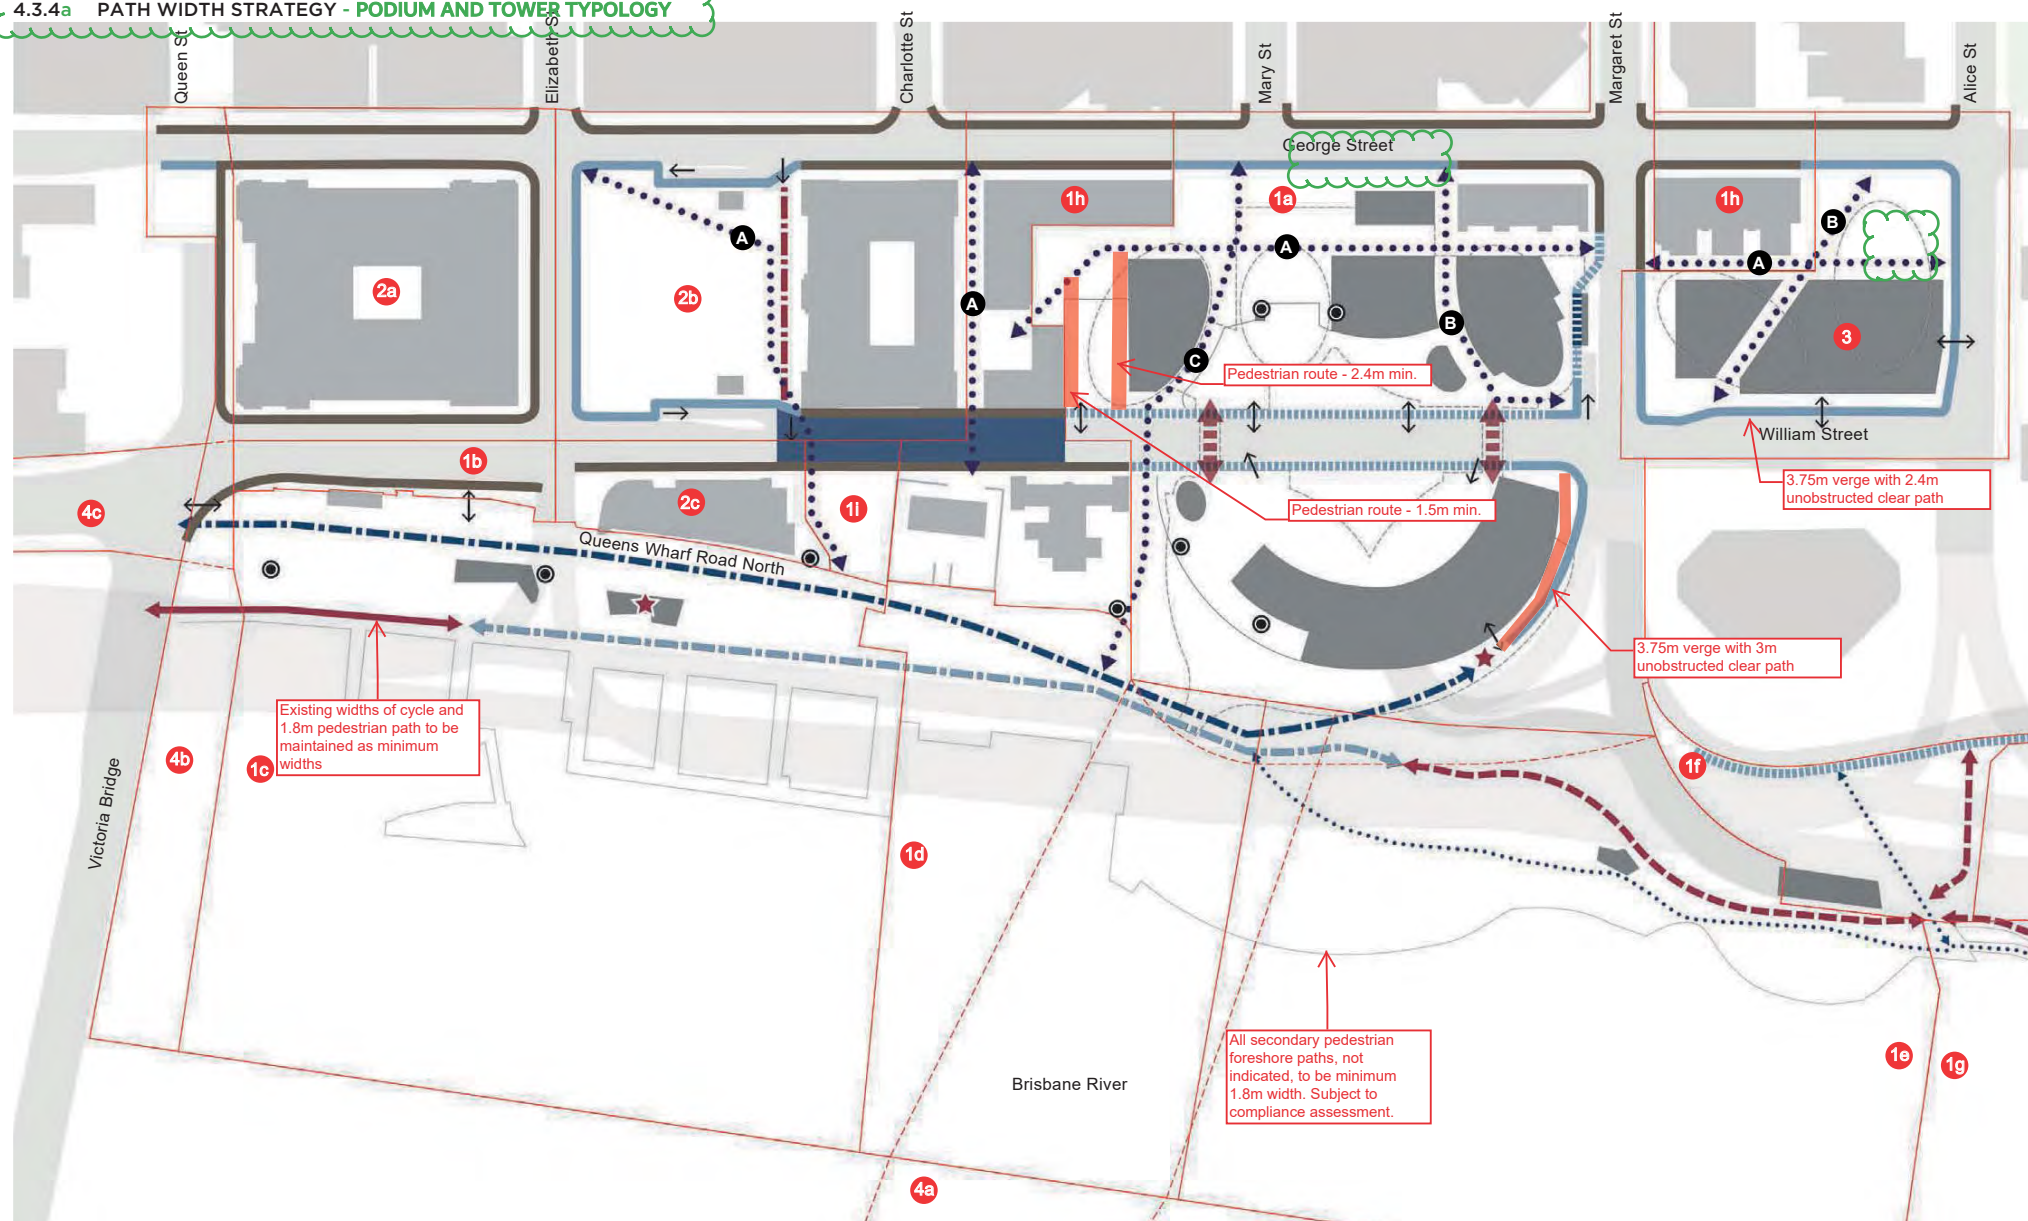 4.3.4a PATH WIDTH STRATEGY - PODIUM AND TOWER TYPOLOGY
Queen St
Elizabeth St
Charlotte St
Mary St
Margaret St
Alice St
George Street
1h
1a
1h
B
A
A
A
2a
2b
A
B
3
C
Pedestrian route - 2.4m min.
William Street
1b
3.75m verge with 2.4m
unobstructed clear path
4c
2c
1i
Pedestrian route - 1.5m min.
Queens Wharf Road North
3.75m verge with 3m
unobstructed clear path
Existing widths of cycle and
1.8m pedestrian path to be
maintained as minimum
widths
4b
1c
1f
Victoria Bridge
1d
All secondary pedestrian
foreshore paths, not
indicated, to be minimum
1.8m width. Subject to
compliance assessment.
Brisbane River
1e
1g
4a